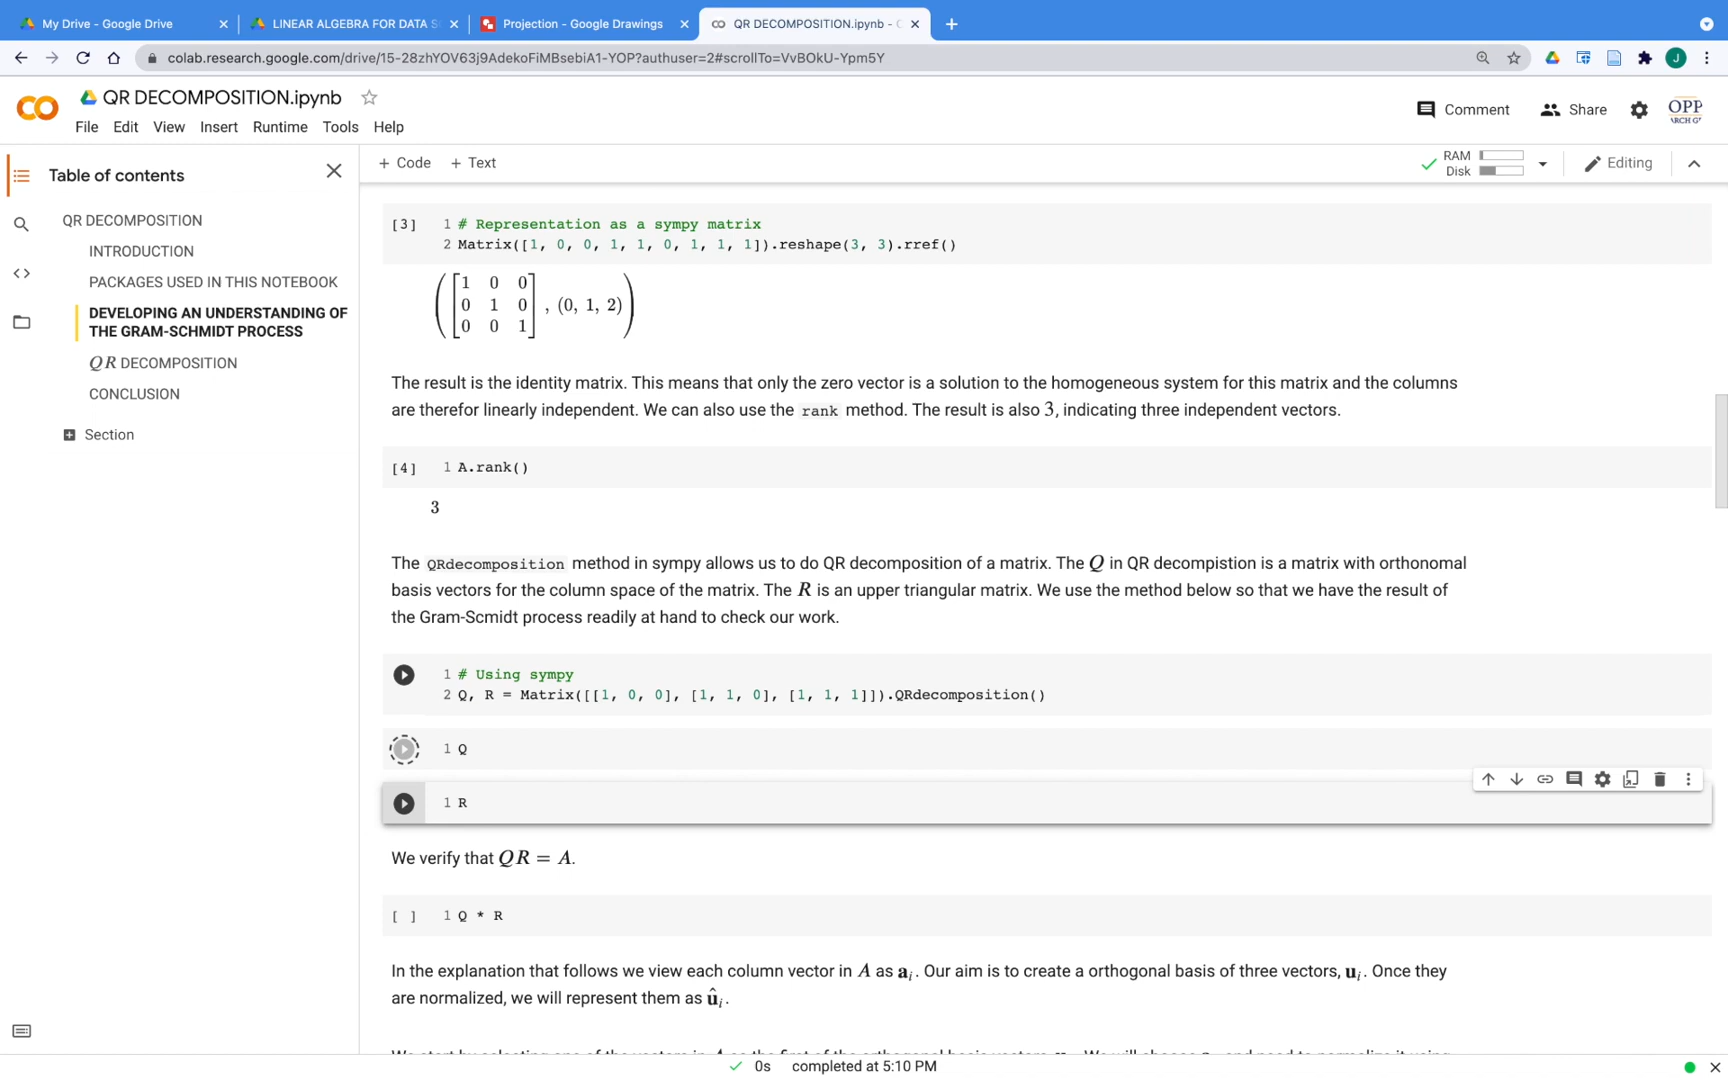 My Drive - Google Drive
LINEAR ALGEBRA FOR DATA S
Projection - Google Drawings
QR DECOMPOSITION.ipynb -
colab.research.google.com/drive/15-28zhYOV63j9AdekoFiMBsebiA1-YOP?authuser=2#scrollTo=VvBOkU-Ypm5Y
J
QR DECOMPOSITION.ipynb
File Edit View Insert Runtime Tools Help
Comment
Share
OPP
ARCH G
Table of contents
+ Code + Text
RAM
Disk
Editing
QR DECOMPOSITION
INTRODUCTION
PACKAGES USED IN THIS NOTEBOOK
DEVELOPING AN UNDERSTANDING OF
THE GRAM-SCHMIDT PROCESS
QR DECOMPOSITION
CONCLUSION
Section
[3] 1 # Representation as a sympy matrix
2 Matrix([1, 0, 0, 1, 1, 0, 1, 1, 1]).reshape(3, 3).rref()
1 0 0
0 1 0 , (0, 1, 2)
0 0 1
The result is the identity matrix. This means that only the zero vector is a solution to the homogeneous system for this matrix and the columns
are therefor linearly independent. We can also use the rank method. The result is also 3, indicating three independent vectors.
[4] 1 A.rank()
3
The QRdecomposition method in sympy allows us to do QR decomposition of a matrix. The Q in QR decompistion is a matrix with orthonomal
basis vectors for the column space of the matrix. The R is an upper triangular matrix. We use the method below so that we have the result of
the Gram-Scmidt process readily at hand to check our work.
1 # Using sympy
2 Q, R = Matrix([[1, 0, 0], [1, 1, 0], [1, 1, 1]]).QRdecomposition()
1 Q
1 R
We verify that QR = A.
[ ] 1 Q * R
In the explanation that follows we view each column vector in A as aᵢ. Our aim is to create a orthogonal basis of three vectors, uᵢ. Once they
are normalized, we will represent them as ûᵢ.
0s completed at 5:10 PM